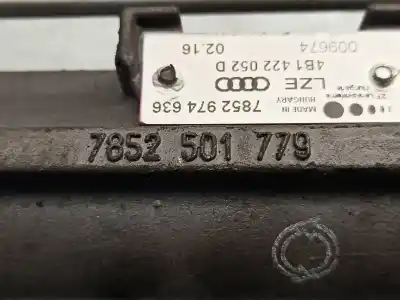 7852 974 636
LZE
MADE IN
HUNGARY
4B1 422 052 D
009674
02.16
7852 501 779